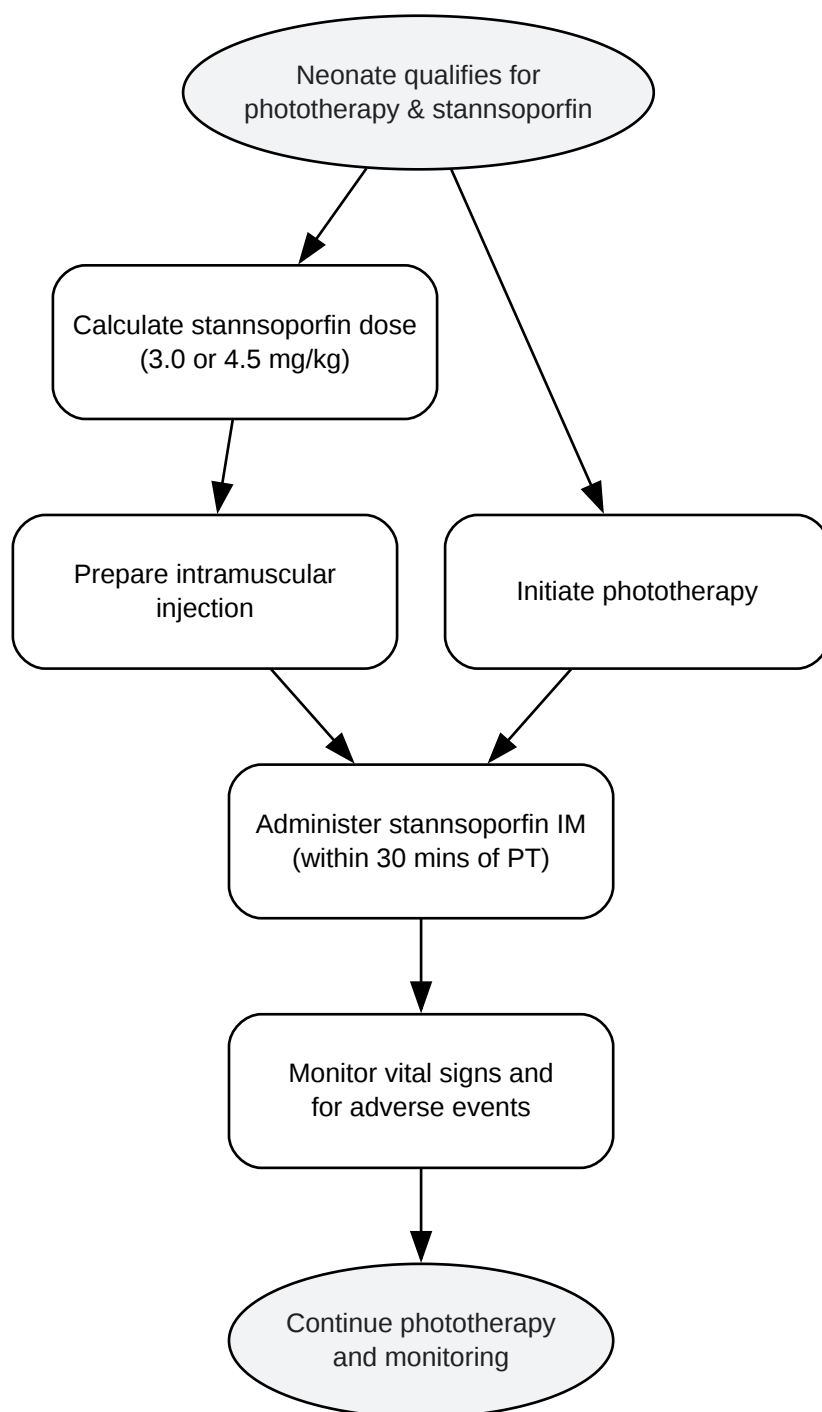 Neonate qualifies for
phototherapy & stannsoporfin
Calculate stannsoporfin dose
(3.0 or 4.5 mg/kg)
Prepare intramuscular
injection
Initiate phototherapy
Administer stannsoporfin IM
(within 30 mins of PT)
Monitor vital signs and
for adverse events
Continue phototherapy
and monitoring